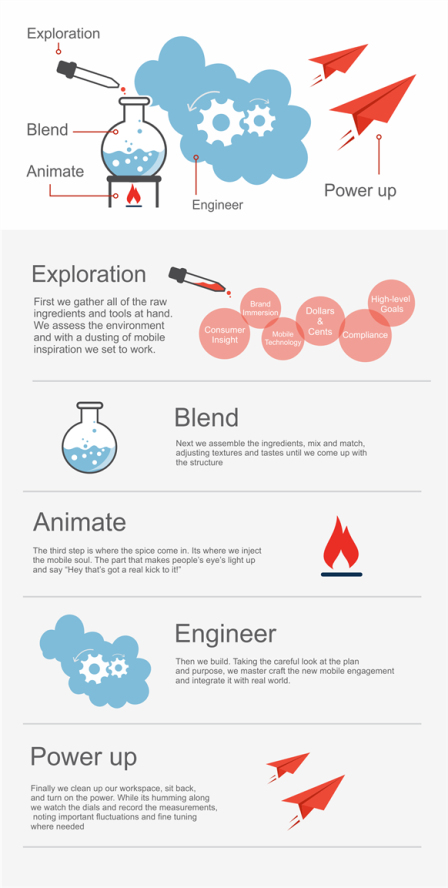 Exploration
Blend
Animate
Engineer
Power up
Exploration
First we gather all of the raw
ingredients and tools at hand.
We assess the environment
and with a dusting of mobile
inspiration we set to work.
Consumer
Insight
Brand
Immersion
Mobile
Technology
Dollars
&
Cents
Compliance
High-level
Goals
Blend
Next we assemble the ingredients, mix and match,
adjusting textures and tastes until we come up with
the structure
Animate
The third step is where the spice come in. Its where we inject
the mobile soul. The part that makes people's eye's light up
and say “Hey that's got a real kick to it!”
Engineer
Then we build. Taking the careful look at the plan
and purpose, we master craft the new mobile engagement
and integrate it with real world.
Power up
Finally we clean up our workspace, sit back,
and turn on the power. While its humming along
we watch the dials and record the measurements,
noting important fluctuations and fine tuning
where needed